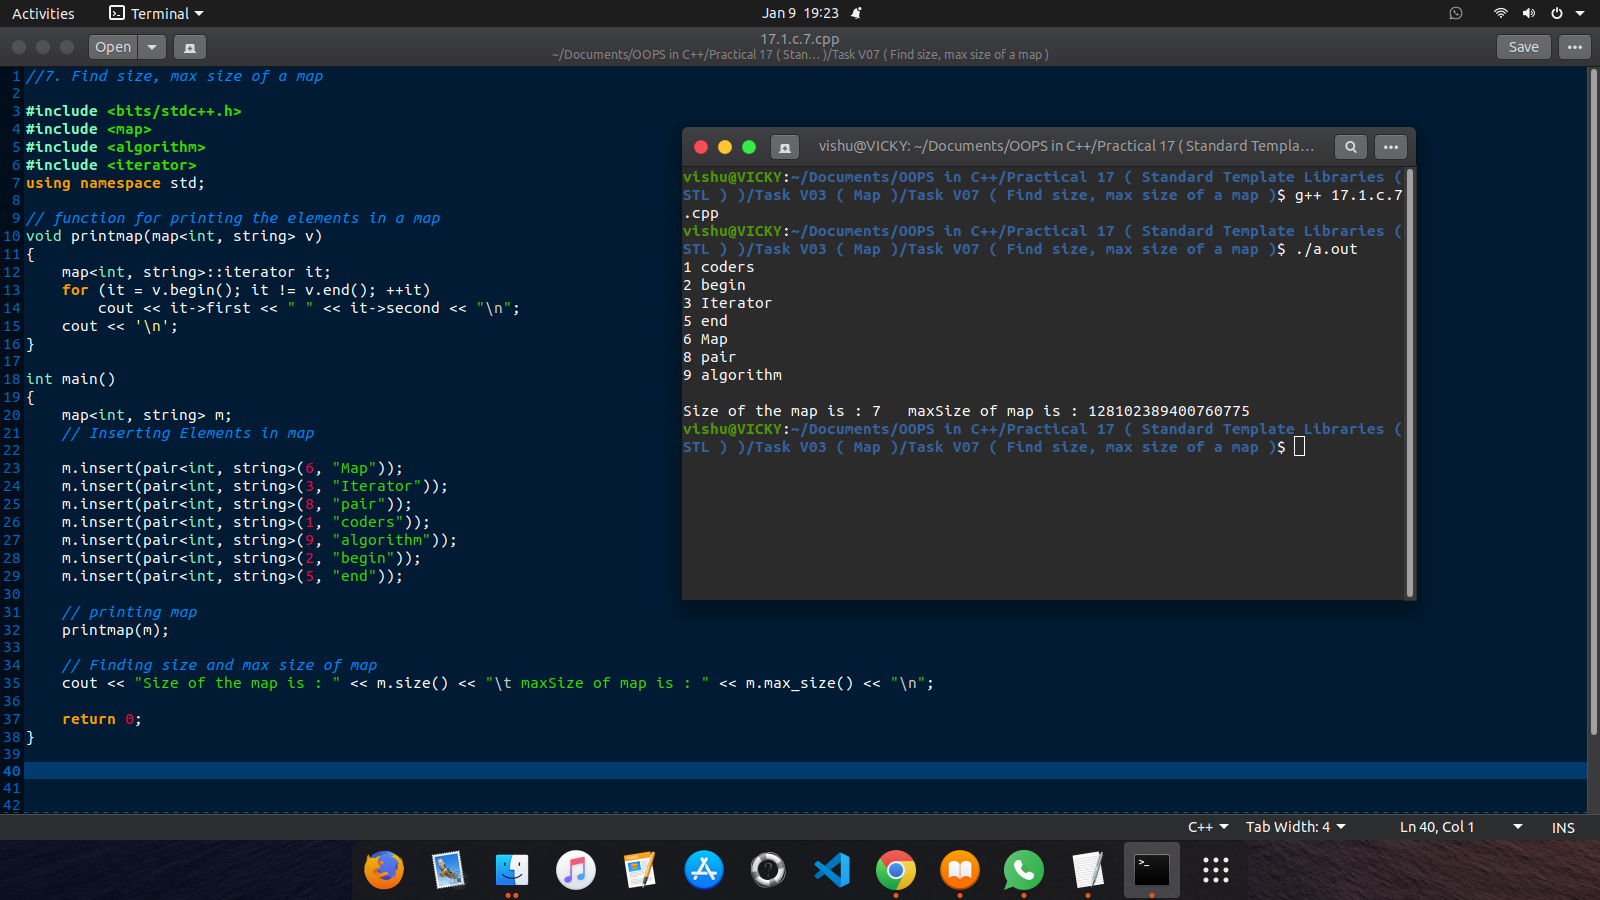 Activities Terminal Jan 9 19:23
Open 17.1.c.7.cpp Save
~/Documents/OOPS in C++/Practical 17 ( Stan… )/Task V07 ( Find size, max size of a map )
1 //7. Find size, max size of a map
2
3 #include <bits/stdc++.h>
4 #include <map>
5 #include <algorithm>
6 #include <iterator>
7 using namespace std;
8
9 // function for printing the elements in a map
10 void printmap(map<int, string> v)
11 {
12     map<int, string>::iterator it;
13     for (it = v.begin(); it != v.end(); ++it)
14         cout << it->first << " " << it->second << "\n";
15     cout << '\n';
16 }
17
18 int main()
19 {
20     map<int, string> m;
21     // Inserting Elements in map
22
23     m.insert(pair<int, string>(6, "Map"));
24     m.insert(pair<int, string>(3, "Iterator"));
25     m.insert(pair<int, string>(8, "pair"));
26     m.insert(pair<int, string>(1, "coders"));
27     m.insert(pair<int, string>(9, "algorithm"));
28     m.insert(pair<int, string>(2, "begin"));
29     m.insert(pair<int, string>(5, "end"));
30
31     // printing map
32     printmap(m);
33
34     // Finding size and max size of map
35     cout << "Size of the map is : " << m.size() << "\t maxSize of map is : " << m.max_size() << "\n";
36
37     return 0;
38 }
39
40
41
42
vishu@VICKY: ~/Documents/OOPS in C++/Practical 17 ( Standard Templa…
vishu@VICKY:~/Documents/OOPS in C++/Practical 17 ( Standard Template Libraries (
STL ) )/Task V03 ( Map )/Task V07 ( Find size, max size of a map )$ g++ 17.1.c.7
.cpp
vishu@VICKY:~/Documents/OOPS in C++/Practical 17 ( Standard Template Libraries (
STL ) )/Task V03 ( Map )/Task V07 ( Find size, max size of a map )$ ./a.out
1 coders
2 begin
3 Iterator
5 end
6 Map
8 pair
9 algorithm
Size of the map is : 7   maxSize of map is : 128102389400760775
vishu@VICKY:~/Documents/OOPS in C++/Practical 17 ( Standard Template Libraries (
STL ) )/Task V03 ( Map )/Task V07 ( Find size, max size of a map )$
C++ Tab Width: 4 Ln 40, Col 1 INS